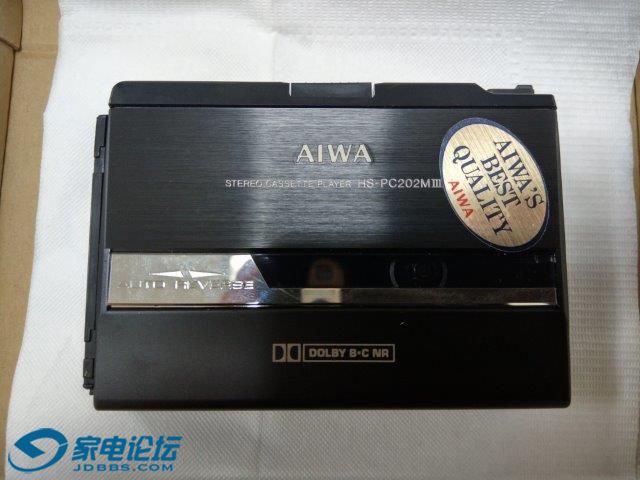 AIWA
STEREO CASSETTE PLAYER HS-PC202MIII
AIWA'S
BEST
QUALITY
AIWA
AUTO REVERSE
DOLBY B•C NR
家电论坛
JDBBS.COM